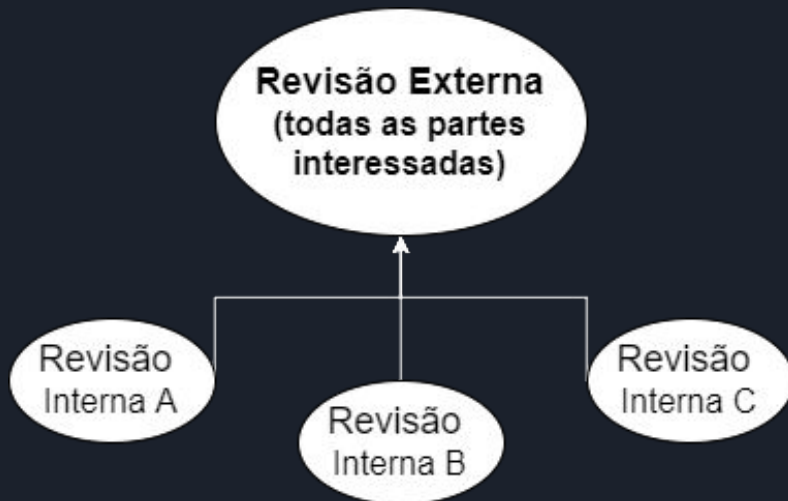 Revisão Externa
(todas as partes
interessadas)
Revisão
Interna A
Revisão
Interna B
Revisão
Interna C